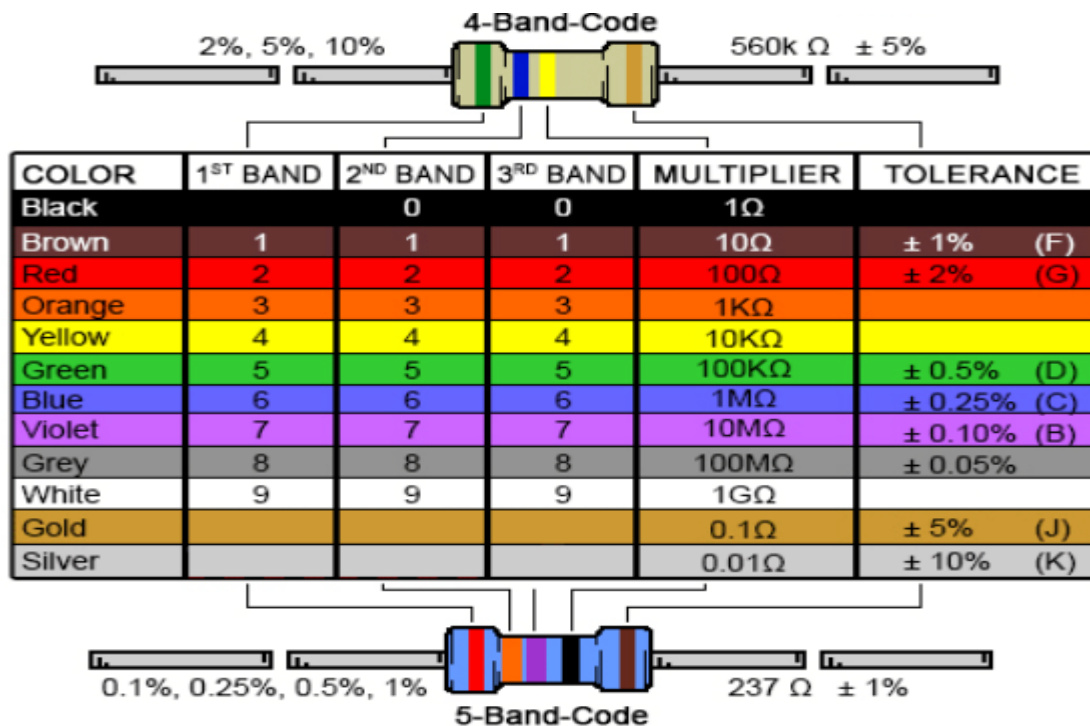 4-Band-Code
2%, 5%, 10% 560k Ω ± 5%
COLOR 1ST BAND 2ND BAND 3RD BAND MULTIPLIER TOLERANCE
Black 0 0 1Ω
Brown 1 1 1 10Ω ± 1% (F)
Red 2 2 2 100Ω ± 2% (G)
Orange 3 3 3 1KΩ
Yellow 4 4 4 10KΩ
Green 5 5 5 100KΩ ± 0.5% (D)
Blue 6 6 6 1MΩ ± 0.25% (C)
Violet 7 7 7 10MΩ ± 0.10% (B)
Grey 8 8 8 100MΩ ± 0.05%
White 9 9 9 1GΩ
Gold 0.1Ω ± 5% (J)
Silver 0.01Ω ± 10% (K)
0.1%, 0.25%, 0.5%, 1% 237 Ω ± 1%
5-Band-Code